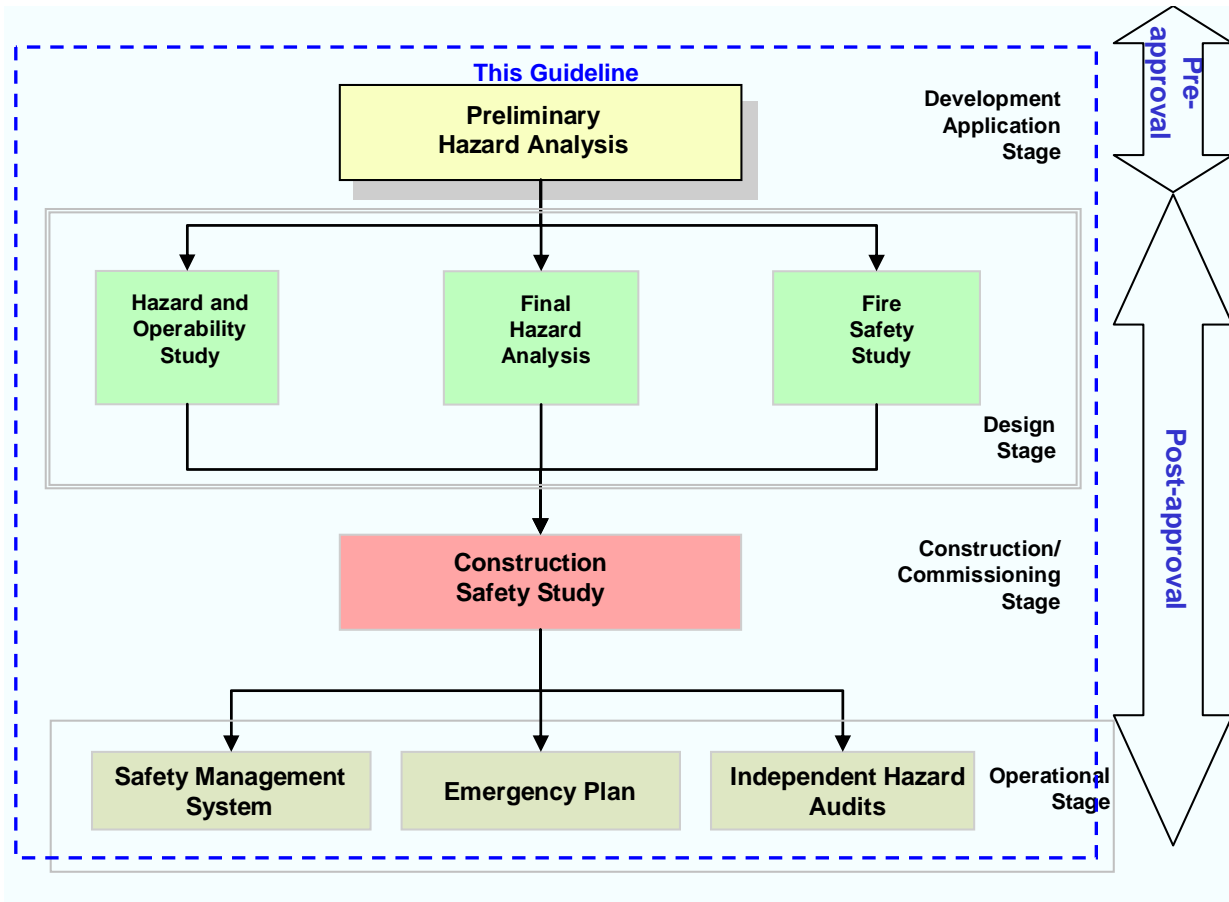 This Guideline
Preliminary
Hazard Analysis
Development
Application
Stage
Pre-
approval
Hazard and
Operability
Study
Final
Hazard
Analysis
Fire
Safety
Study
Design
Stage
Post-approval
Construction
Safety Study
Construction/
Commissioning
Stage
Safety Management
System
Emergency Plan
Independent Hazard
Audits
Operational
Stage